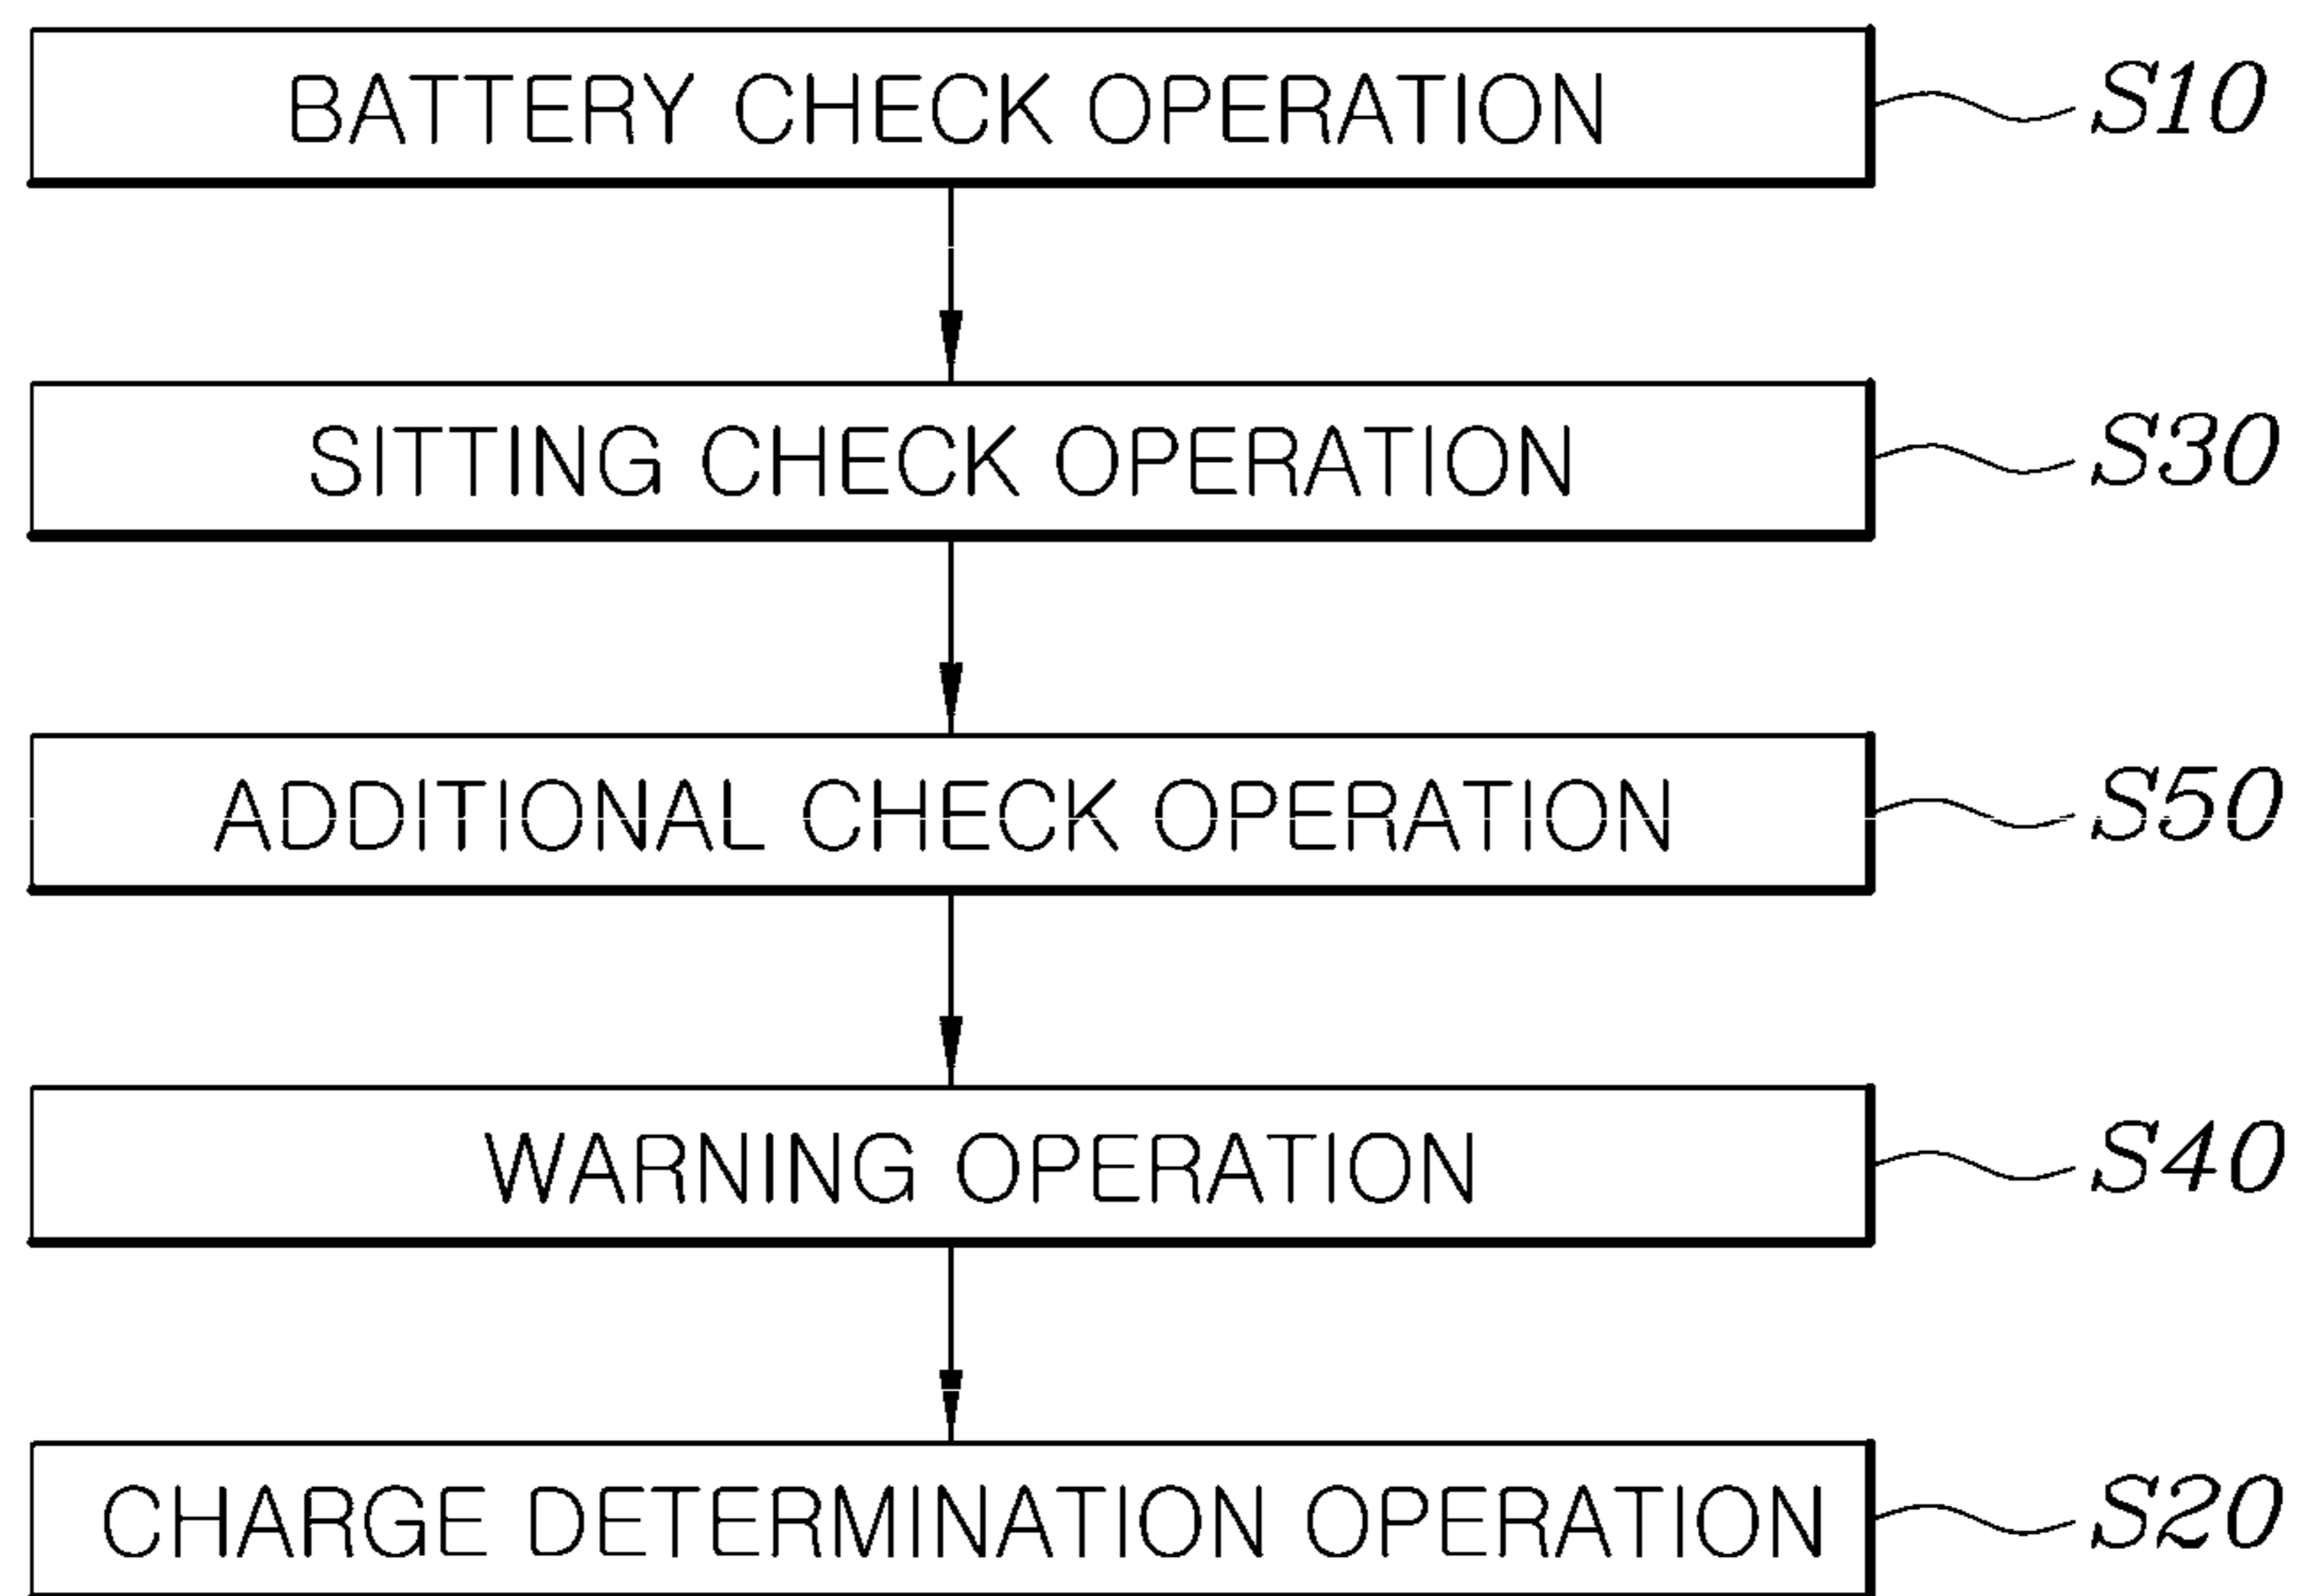 BATTERY CHECK OPERATION S10
SITTING CHECK OPERATION S30
ADDITIONAL CHECK OPERATION S50
WARNING OPERATION S40
CHARGE DETERMINATION OPERATION S20